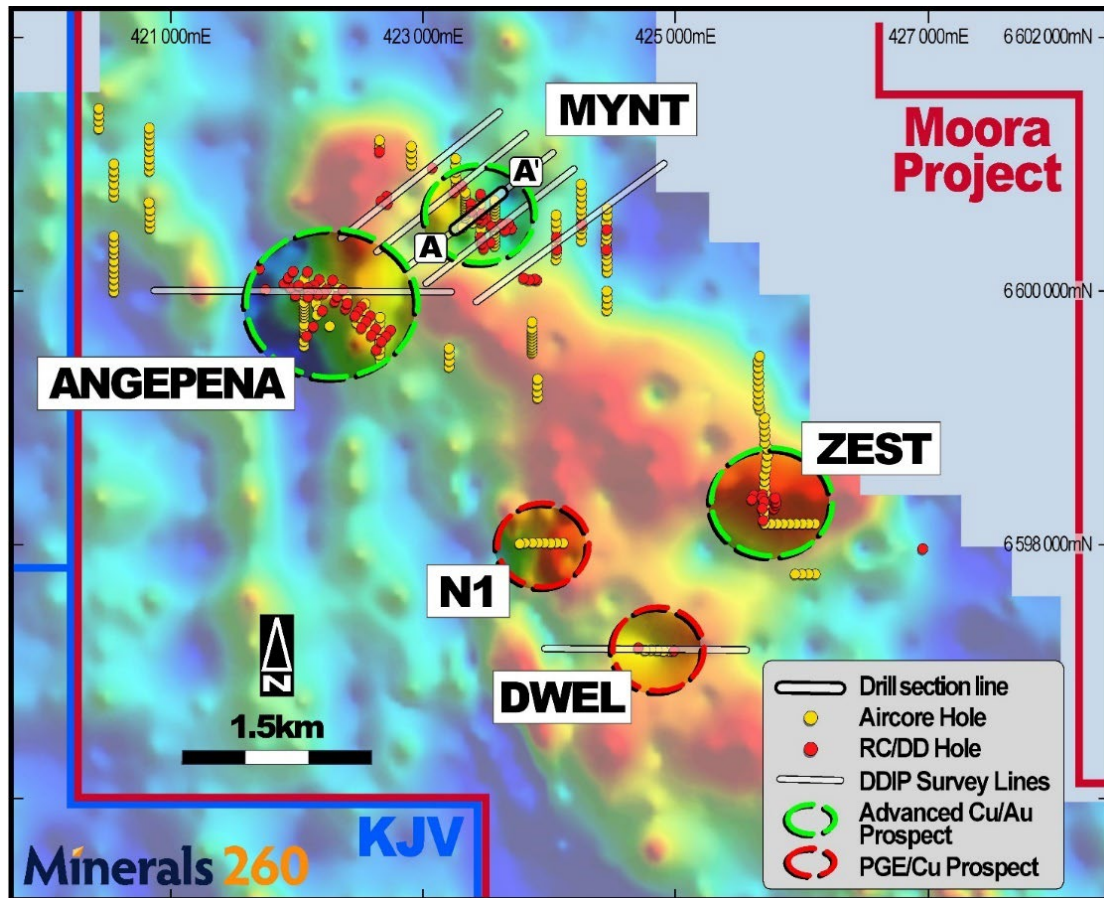 421 000mE
423 000mE
425 000mE
427 000mE
6 602 000mN
MYNT
Moora
Project
A'
A
6 600 000mN
ANGEPENA
ZEST
6 598 000mN
N1
DWEL
N
1.5km
Drill section line
Aircore Hole
RC/DD Hole
DDIP Survey Lines
Advanced Cu/Au
Prospect
PGE/Cu Prospect
KJV
Minerals 260